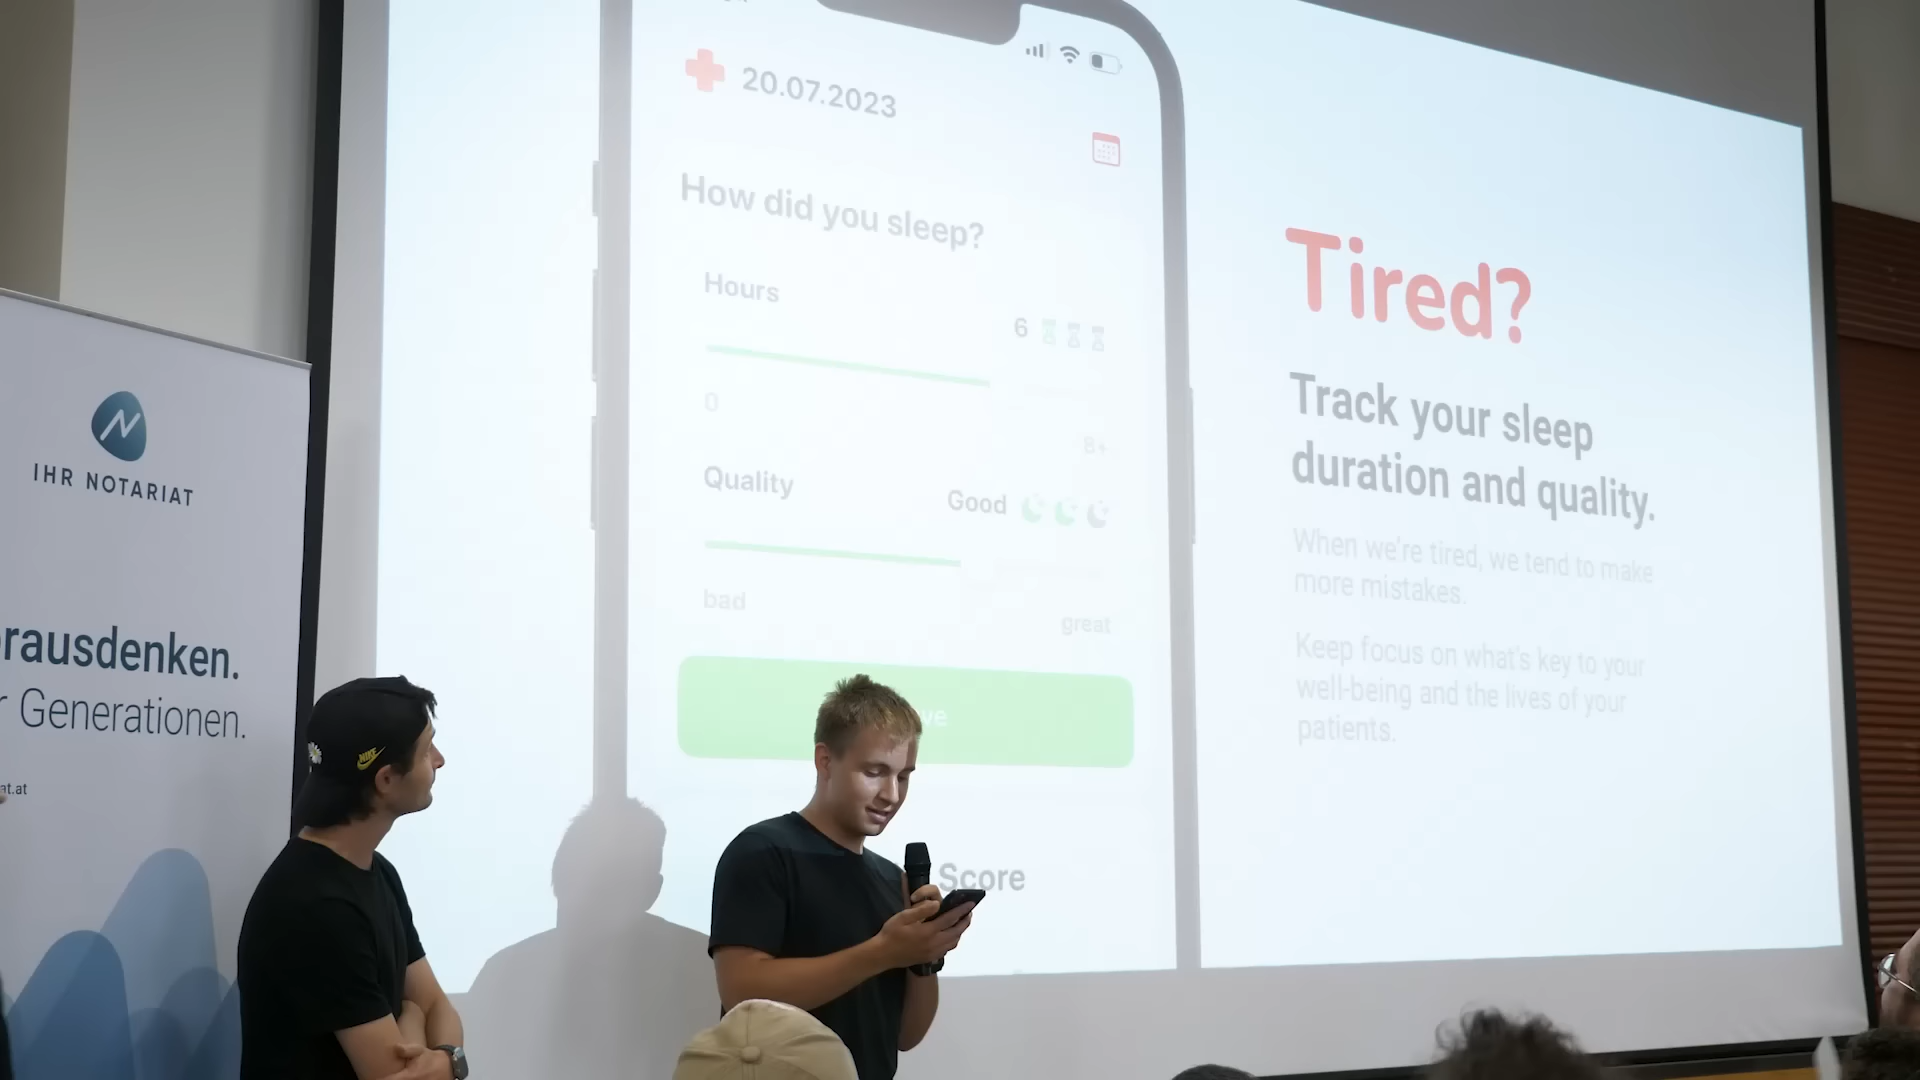 20.07.2023
How did you sleep?
Hours
6
0
8+
Quality
Good
bad
great
Score
Tired?
Track your sleep
duration and quality.
When we're tired, we tend to make
more mistakes.
Keep focus on what's key to your
well-being and the lives of your
patients.
IHR NOTARIAT
rausdenken.
r Generationen.
at.at
NIKE